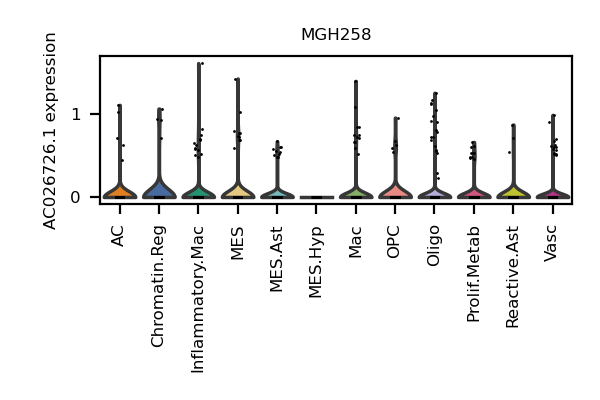 MGH258
AC026726.1 expression
1
0
AC
Chromatin.Reg
Inflammatory.Mac
MES
MES.Ast
MES.Hyp
Mac
OPC
Oligo
Prolif.Metab
Reactive.Ast
Vasc